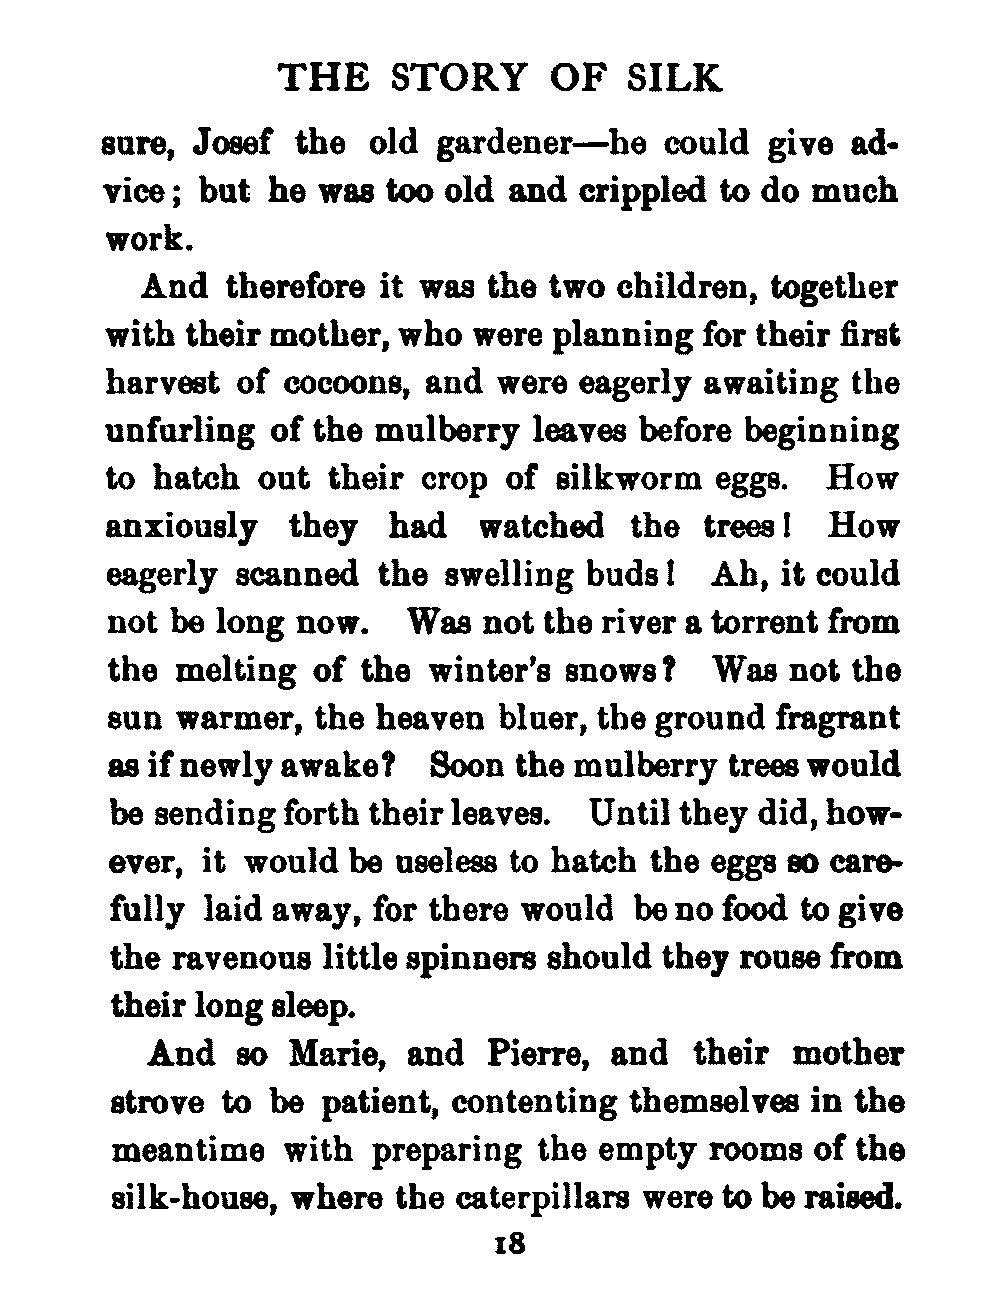 THE STORY OF SILK
sure, Josef the old gardener—he could give ad-
vice; but he was too old and crippled to do much
work.
And therefore it was the two children, together
with their mother, who were planning for their first
harvest of cocoons, and were eagerly awaiting the
unfurling of the mulberry leaves before beginning
to hatch out their crop of silkworm eggs. How
anxiously they had watched the trees! How
eagerly scanned the swelling buds! Ah, it could
not be long now. Was not the river a torrent from
the melting of the winter's snows? Was not the
sun warmer, the heaven bluer, the ground fragrant
as if newly awake? Soon the mulberry trees would
be sending forth their leaves. Until they did, how-
ever, it would be useless to hatch the eggs so care-
fully laid away, for there would be no food to give
the ravenous little spinners should they rouse from
their long sleep.
And so Marie, and Pierre, and their mother
strove to be patient, contenting themselves in the
meantime with preparing the empty rooms of the
silk-house, where the caterpillars were to be raised.
18